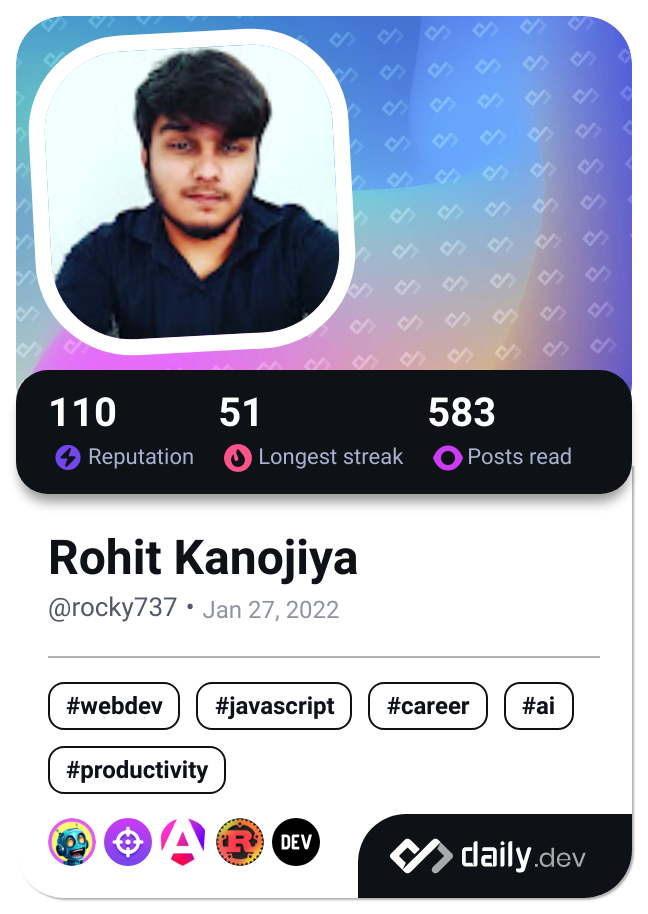 110 51 583
Reputation Longest streak Posts read
Rohit Kanojiya
@rocky737 • Jan 27, 2022
#webdev #javascript #career #ai
#productivity
R DEV
daily.dev